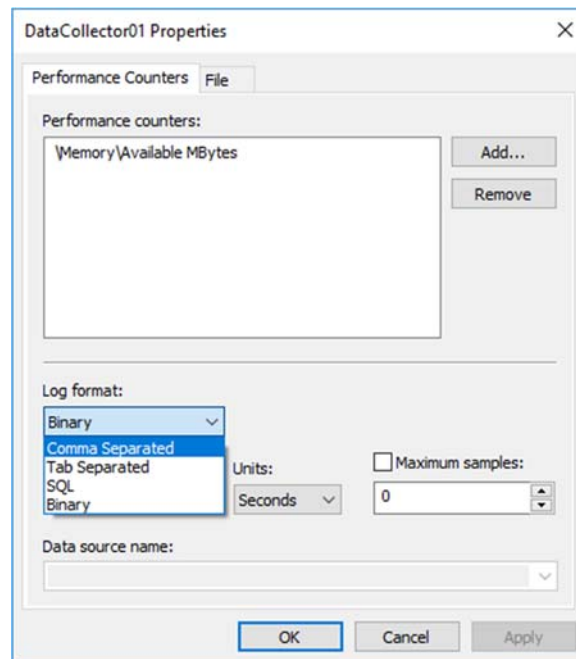 DataCollector01 Properties
Performance Counters File
Performance counters:
\Memory\Available MBytes
Add...
Remove
Log format:
Binary
Comma Separated
Tab Separated
SQL
Binary
Units:
Seconds
Maximum samples:
0
Data source name:
OK Cancel Apply